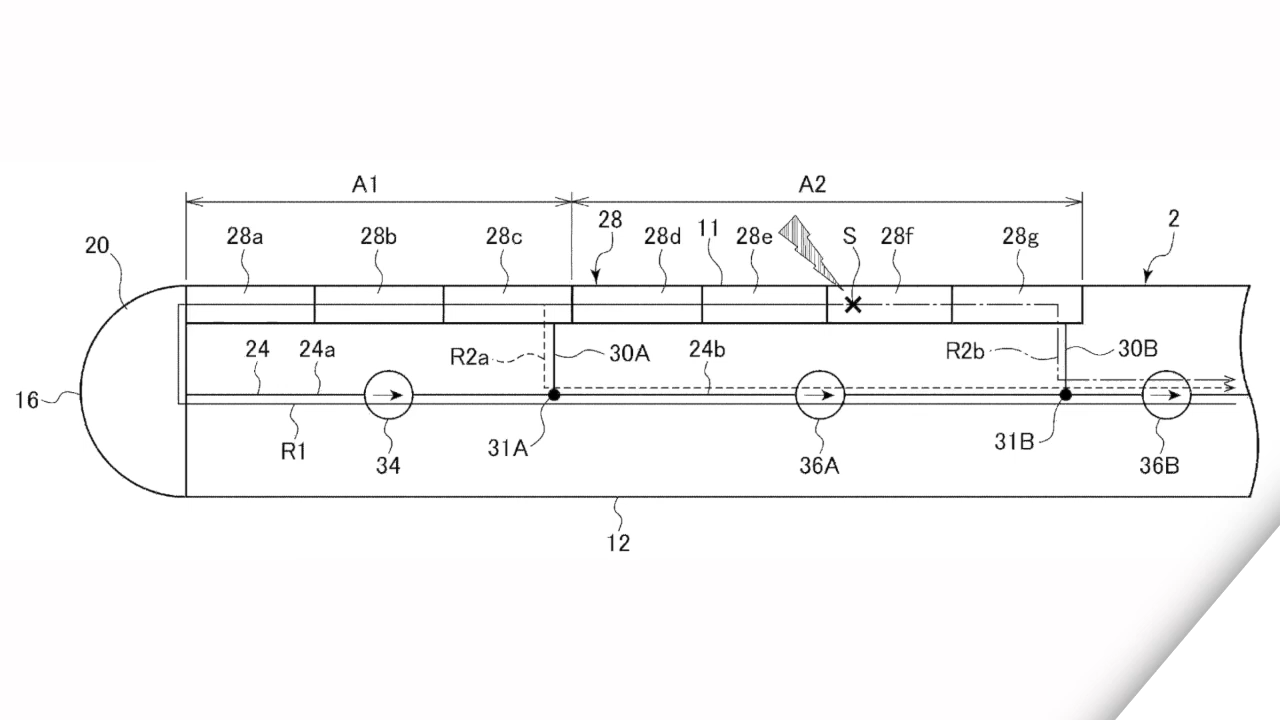 A1 A2
20 28a 28b 28c 28 28d 11 28e S 28f 28g 2
24 24a R2a 30A 24b R2b 30B
16
R1 34 31A 36A 31B 36B
12